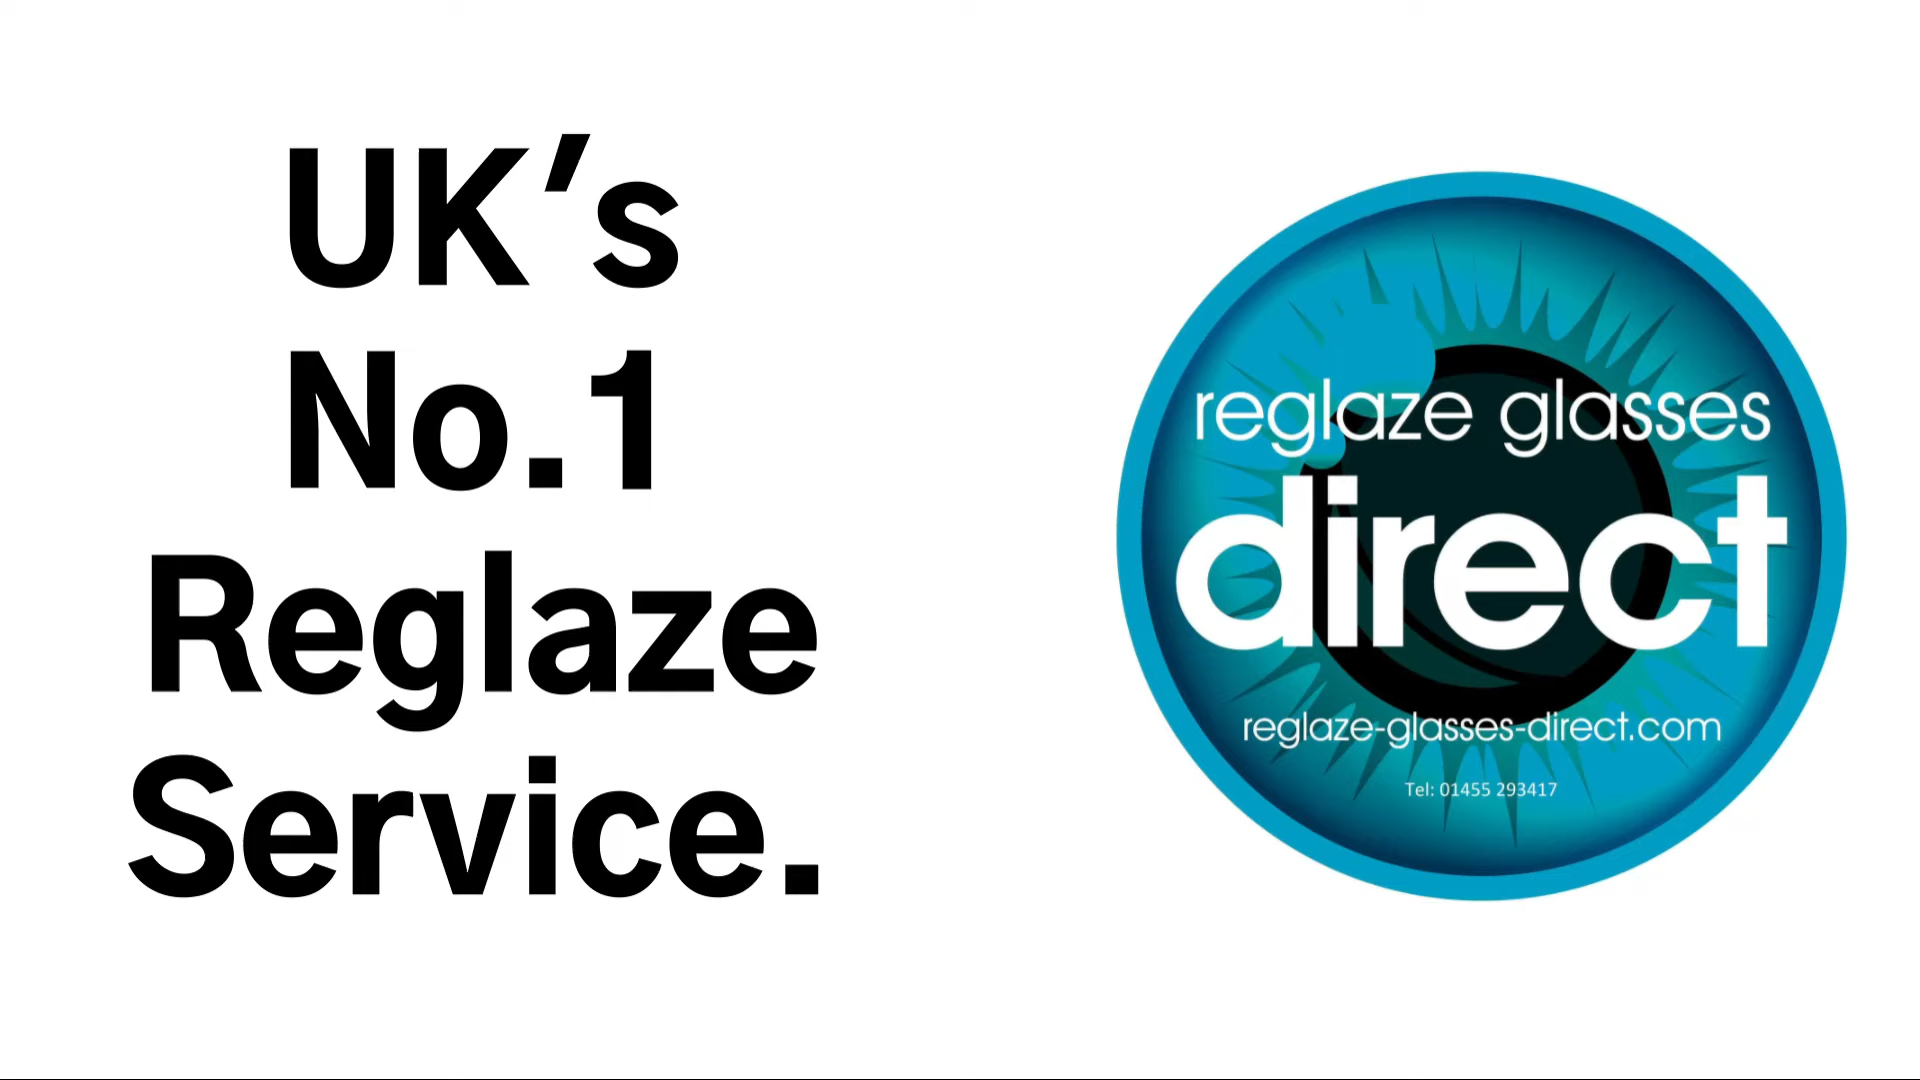 UK’s
No.1
Reglaze
Service.
reglaze glasses
direct
reglaze-glasses-direct.com
Tel: 01455 293417